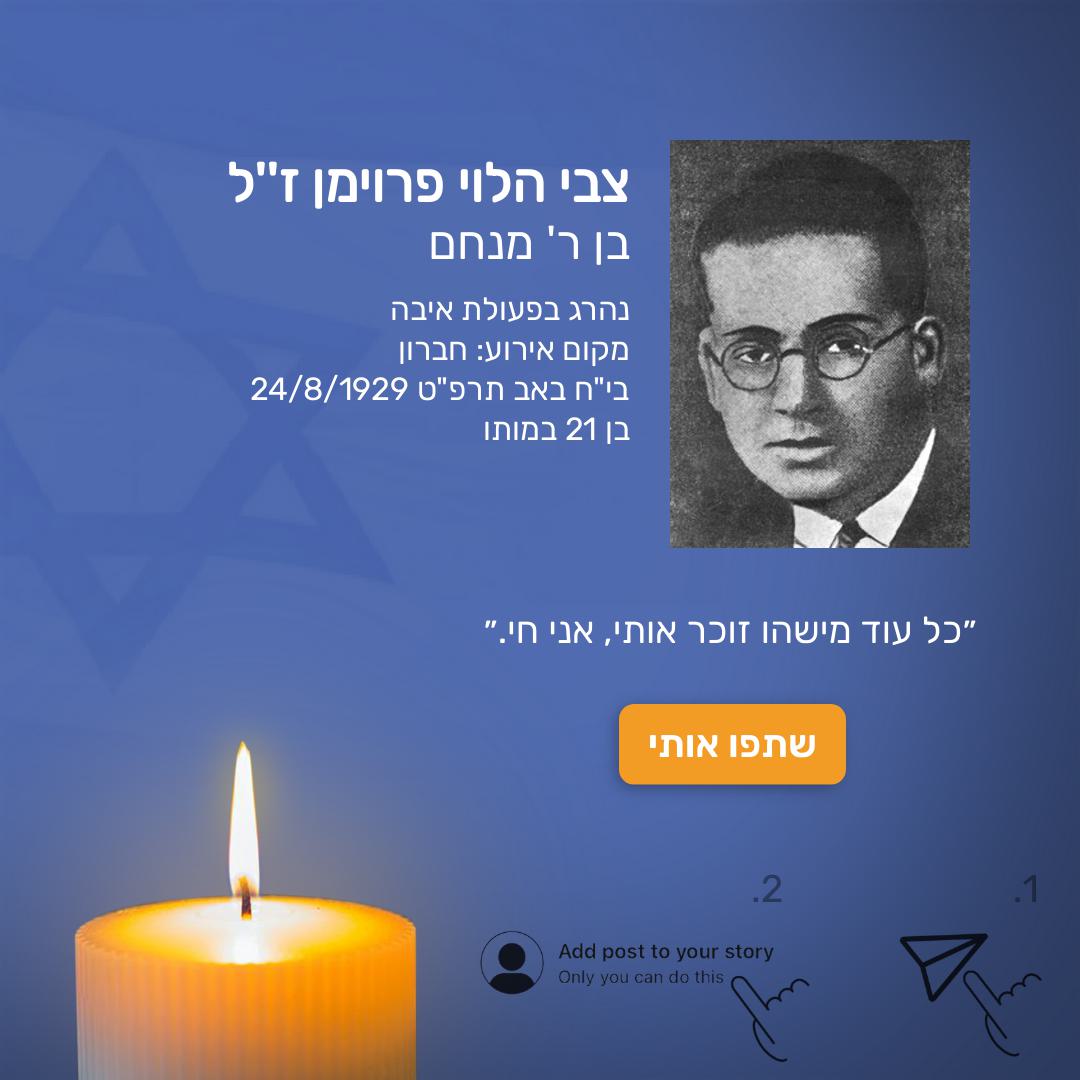 צבי הלוי פרוימן ז"ל
בן ר' מנחם
נהרג בפעולת איבה
מקום אירוע: חברון
בי"ח באב תרפ"ט 24/8/1929
בן 21 במותו
״כל עוד מישהו זוכר אותי, אני חי.״
שתפו אותי
1.
2.
Add post to your story
Only you can do this